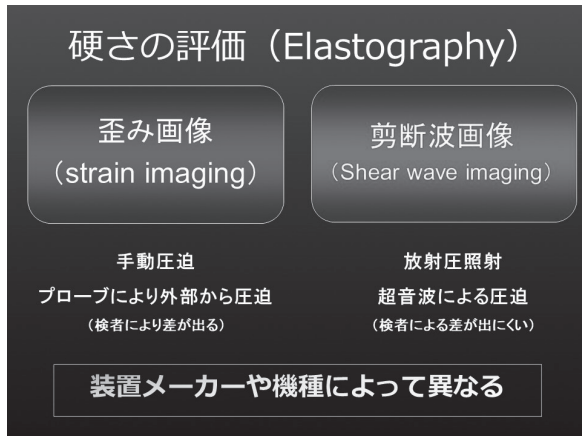 硬さの評価（Elastography）
歪み画像
（strain imaging）
剪断波画像
（Shear wave imaging）
手動圧迫
プローブにより外部から圧迫
（検者により差が出る）
放射圧照射
超音波による圧迫
（検者による差が出にくい）
装置メーカーや機種によって異なる